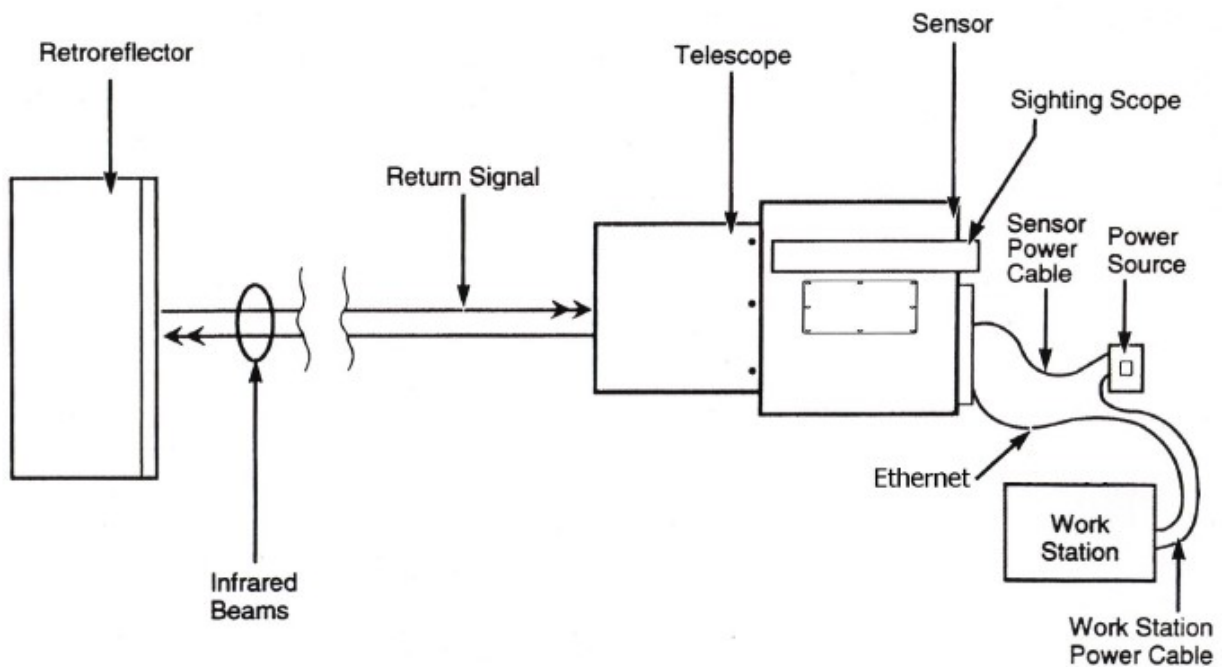 Sensor
Retroreflector
Telescope
Sighting Scope
Return Signal
Sensor
Power
Cable
Power
Source
Ethernet
Work
Station
Infrared
Beams
Work Station
Power Cable